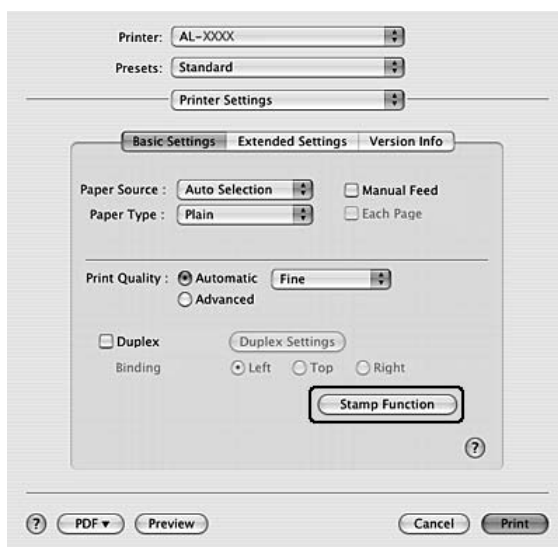 Printer: AL-XXXX
Presets: Standard
Printer Settings
Basic Settings Extended Settings Version Info
Paper Source : Auto Selection Manual Feed
Paper Type : Plain Each Page
Print Quality : Automatic Fine
Advanced
Duplex Duplex Settings
Binding Left Top Right
Stamp Function
?
? PDF▼ Preview Cancel Print